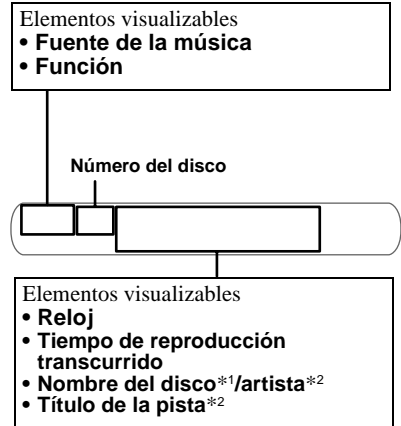 Elementos visualizables
• Fuente de la música
• Función
Número del disco
Elementos visualizables
• Reloj
• Tiempo de reproducción
transcurrido
• Nombre del disco*1/artista*2
• Título de la pista*2